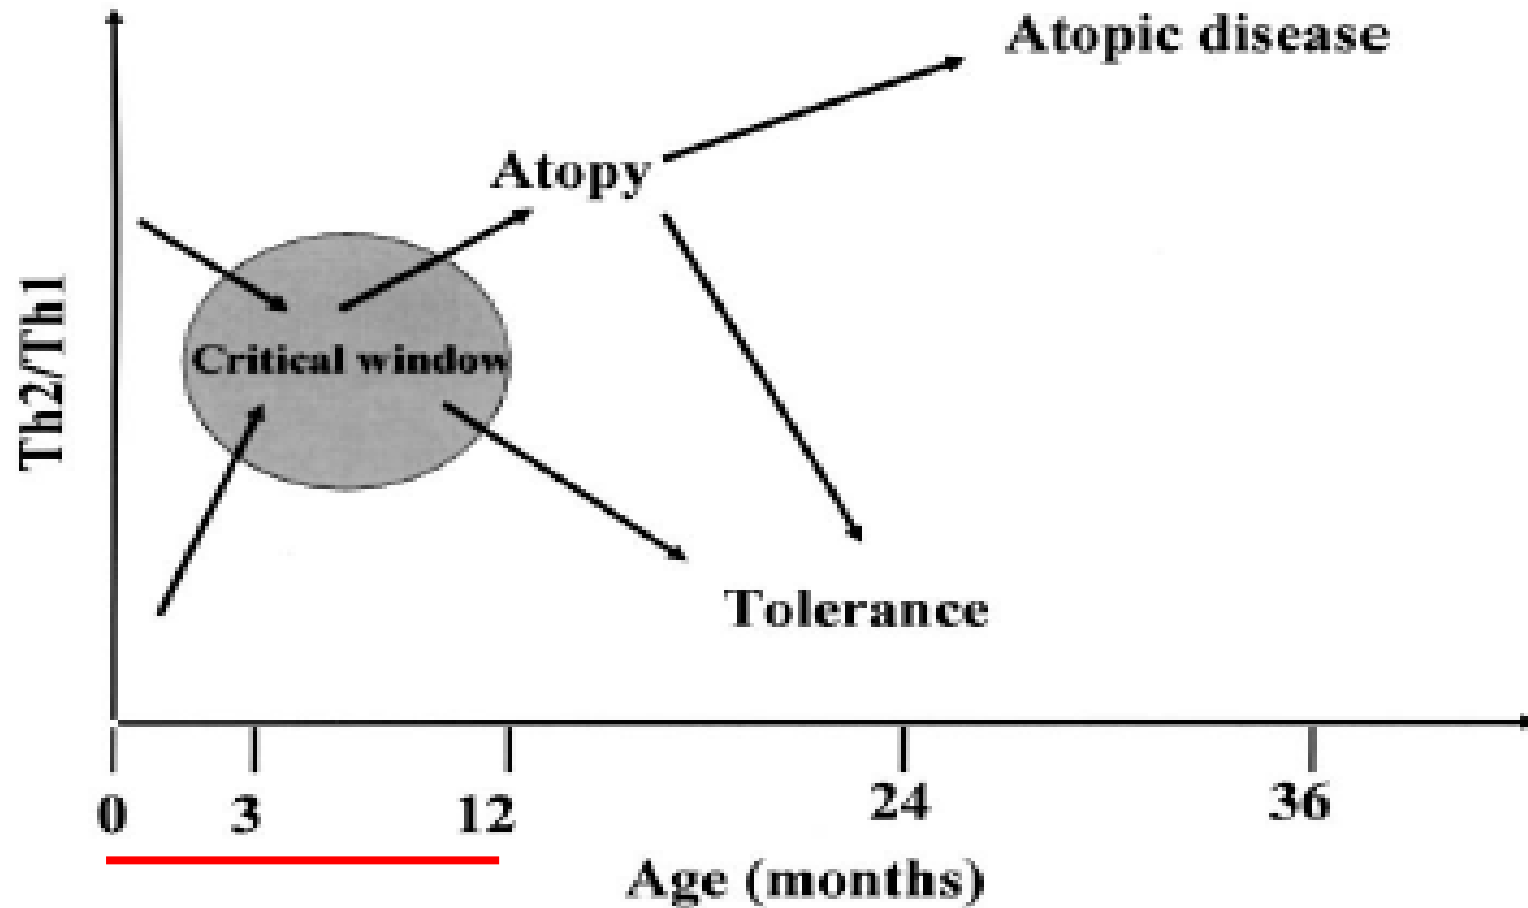 Atopic disease
Atopy
Th2/Th1
Critical window
Tolerance
0 3 12 24 36
Age (months)